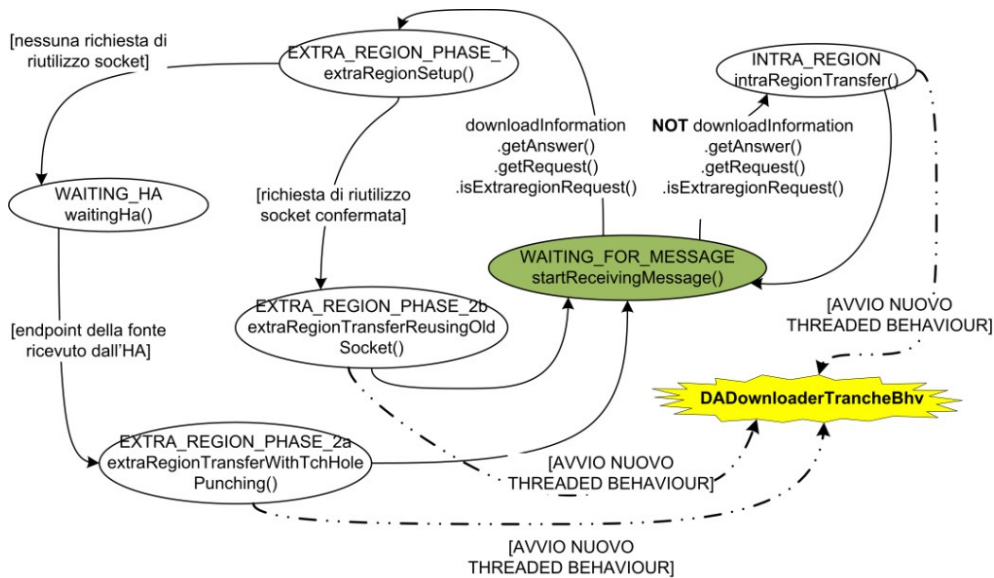 [nessuna richiesta di
riutilizzo socket]
EXTRA_REGION_PHASE_1
extraRegionSetup()
INTRA_REGION
intraRegionTransfer()
downloadInformation
.getAnswer()
.getRequest()
.isExtraregionRequest()
NOT downloadInformation
.getAnswer()
.getRequest()
.isExtraregionRequest()
WAITING_HA
waitingHa()
[richiesta di riutilizzo
socket confermata]
WAITING_FOR_MESSAGE
startReceivingMessage()
[endpoint della fonte
ricevuto dall'HA]
EXTRA_REGION_PHASE_2b
extraRegionTransferReusingOld
Socket()
[AVVIO NUOVO
THREADED BEHAVIOUR]
DADownloaderTrancheBhv
EXTRA_REGION_PHASE_2a
extraRegionTransferWithTchHole
Punching()
[AVVIO NUOVO
THREADED BEHAVIOUR]
[AVVIO NUOVO
THREADED BEHAVIOUR]